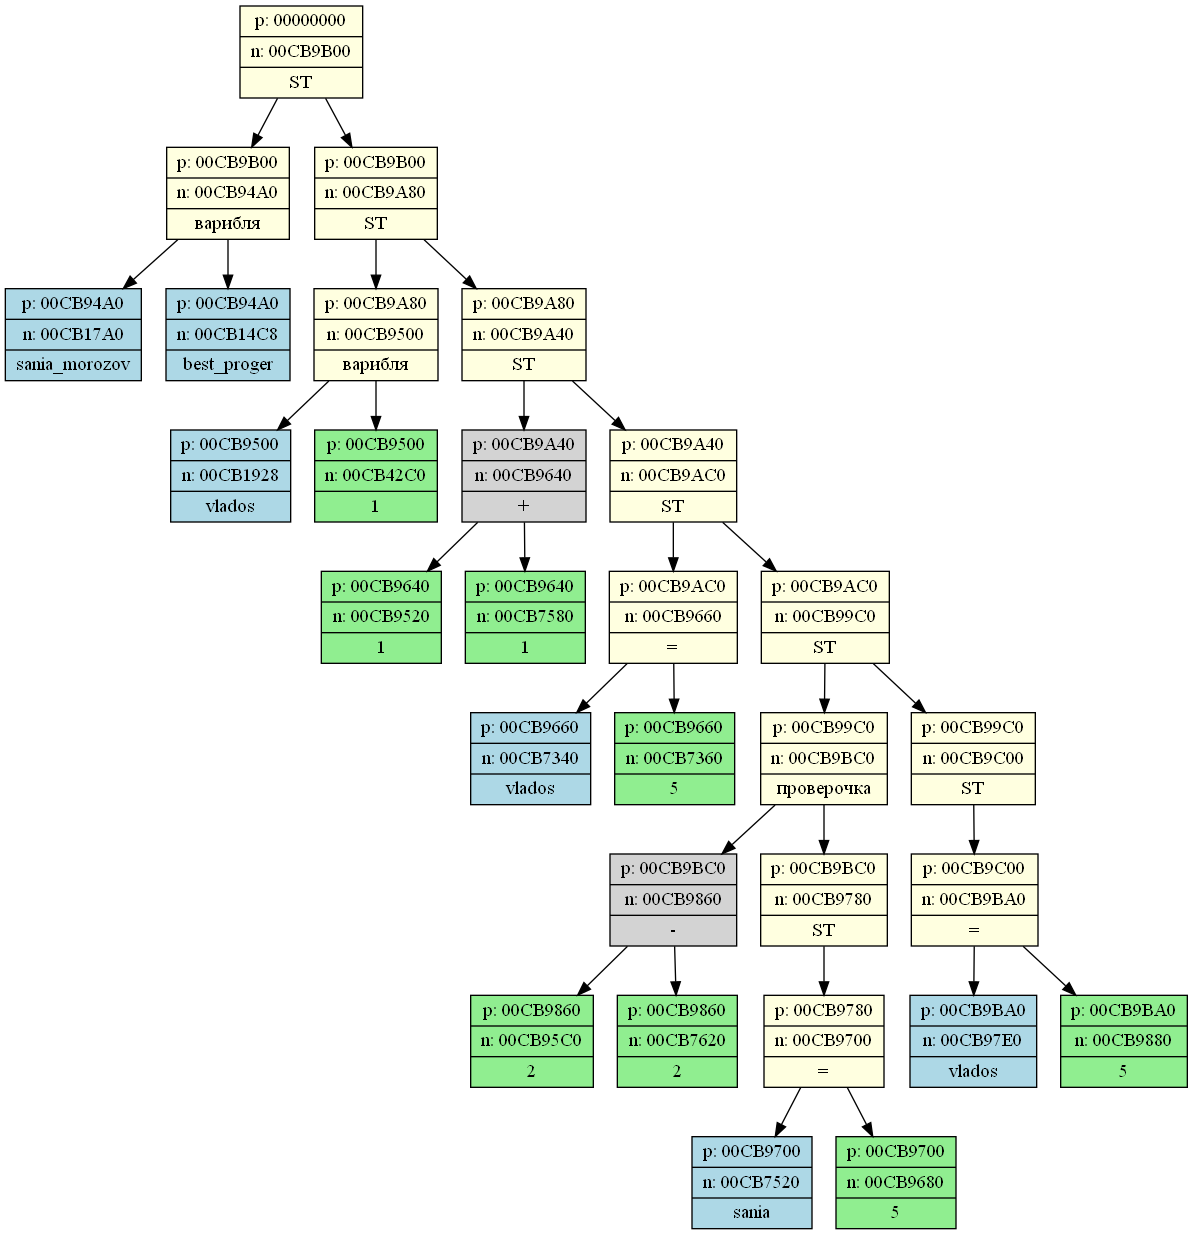 p: 00000000
n: 00CB9B00
ST
p: 00CB9B00
n: 00CB94A0
варибля
p: 00CB9B00
n: 00CB9A80
ST
p: 00CB94A0
n: 00CB17A0
sania_morozov
p: 00CB94A0
n: 00CB14C8
best_proger
p: 00CB9A80
n: 00CB9500
варибля
p: 00CB9A80
n: 00CB9A40
ST
p: 00CB9500
n: 00CB1928
vlados
p: 00CB9500
n: 00CB42C0
1
p: 00CB9A40
n: 00CB9640
+
p: 00CB9A40
n: 00CB9AC0
ST
p: 00CB9640
n: 00CB9520
1
p: 00CB9640
n: 00CB7580
1
p: 00CB9AC0
n: 00CB9660
=
p: 00CB9AC0
n: 00CB99C0
ST
p: 00CB9660
n: 00CB7340
vlados
p: 00CB9660
n: 00CB7360
5
p: 00CB99C0
n: 00CB9BC0
проверочка
p: 00CB99C0
n: 00CB9C00
ST
p: 00CB9BC0
n: 00CB9860
-
p: 00CB9BC0
n: 00CB9780
ST
p: 00CB9C00
n: 00CB9BA0
=
p: 00CB9860
n: 00CB95C0
2
p: 00CB9860
n: 00CB7620
2
p: 00CB9780
n: 00CB9700
=
p: 00CB9BA0
n: 00CB97E0
vlados
p: 00CB9BA0
n: 00CB9880
5
p: 00CB9700
n: 00CB7520
sania
p: 00CB9700
n: 00CB9680
5